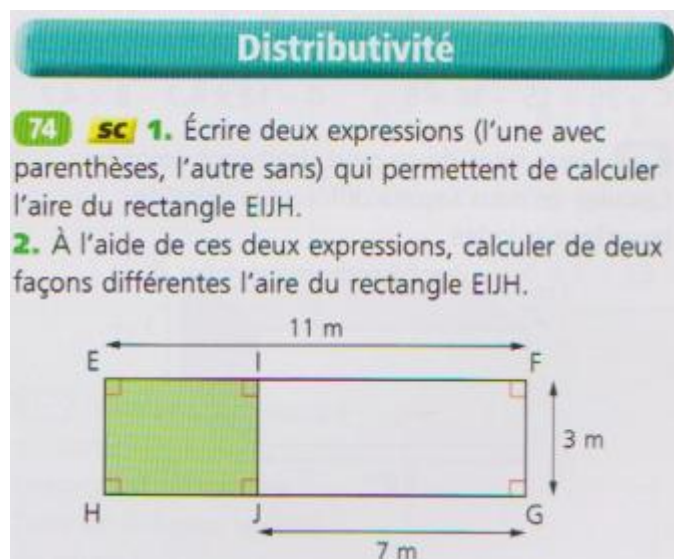 Distributivité
74 SC 1. Écrire deux expressions (l'une avec
parenthèses, l'autre sans) qui permettent de calculer
l'aire du rectangle EIJH.
2. À l'aide de ces deux expressions, calculer de deux
façons différentes l'aire du rectangle EIJH.
11 m
E I F
3 m
H J G
7 m